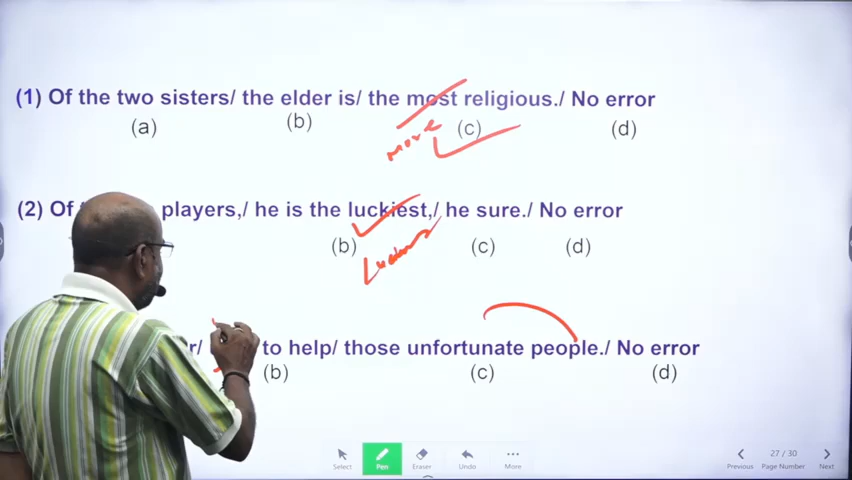 (1) Of the two sisters/ the elder is/ the most religious./ No error
(a) (b) (c) (d)
more
(2) Of players,/ he is the luckiest,/ he sure./ No error
(b) (c) (d)
r/ to help/ those unfortunate people./ No error
(b) (c) (d)
Select Pen Eraser Undo More
27 / 30
Previous Page Number Next